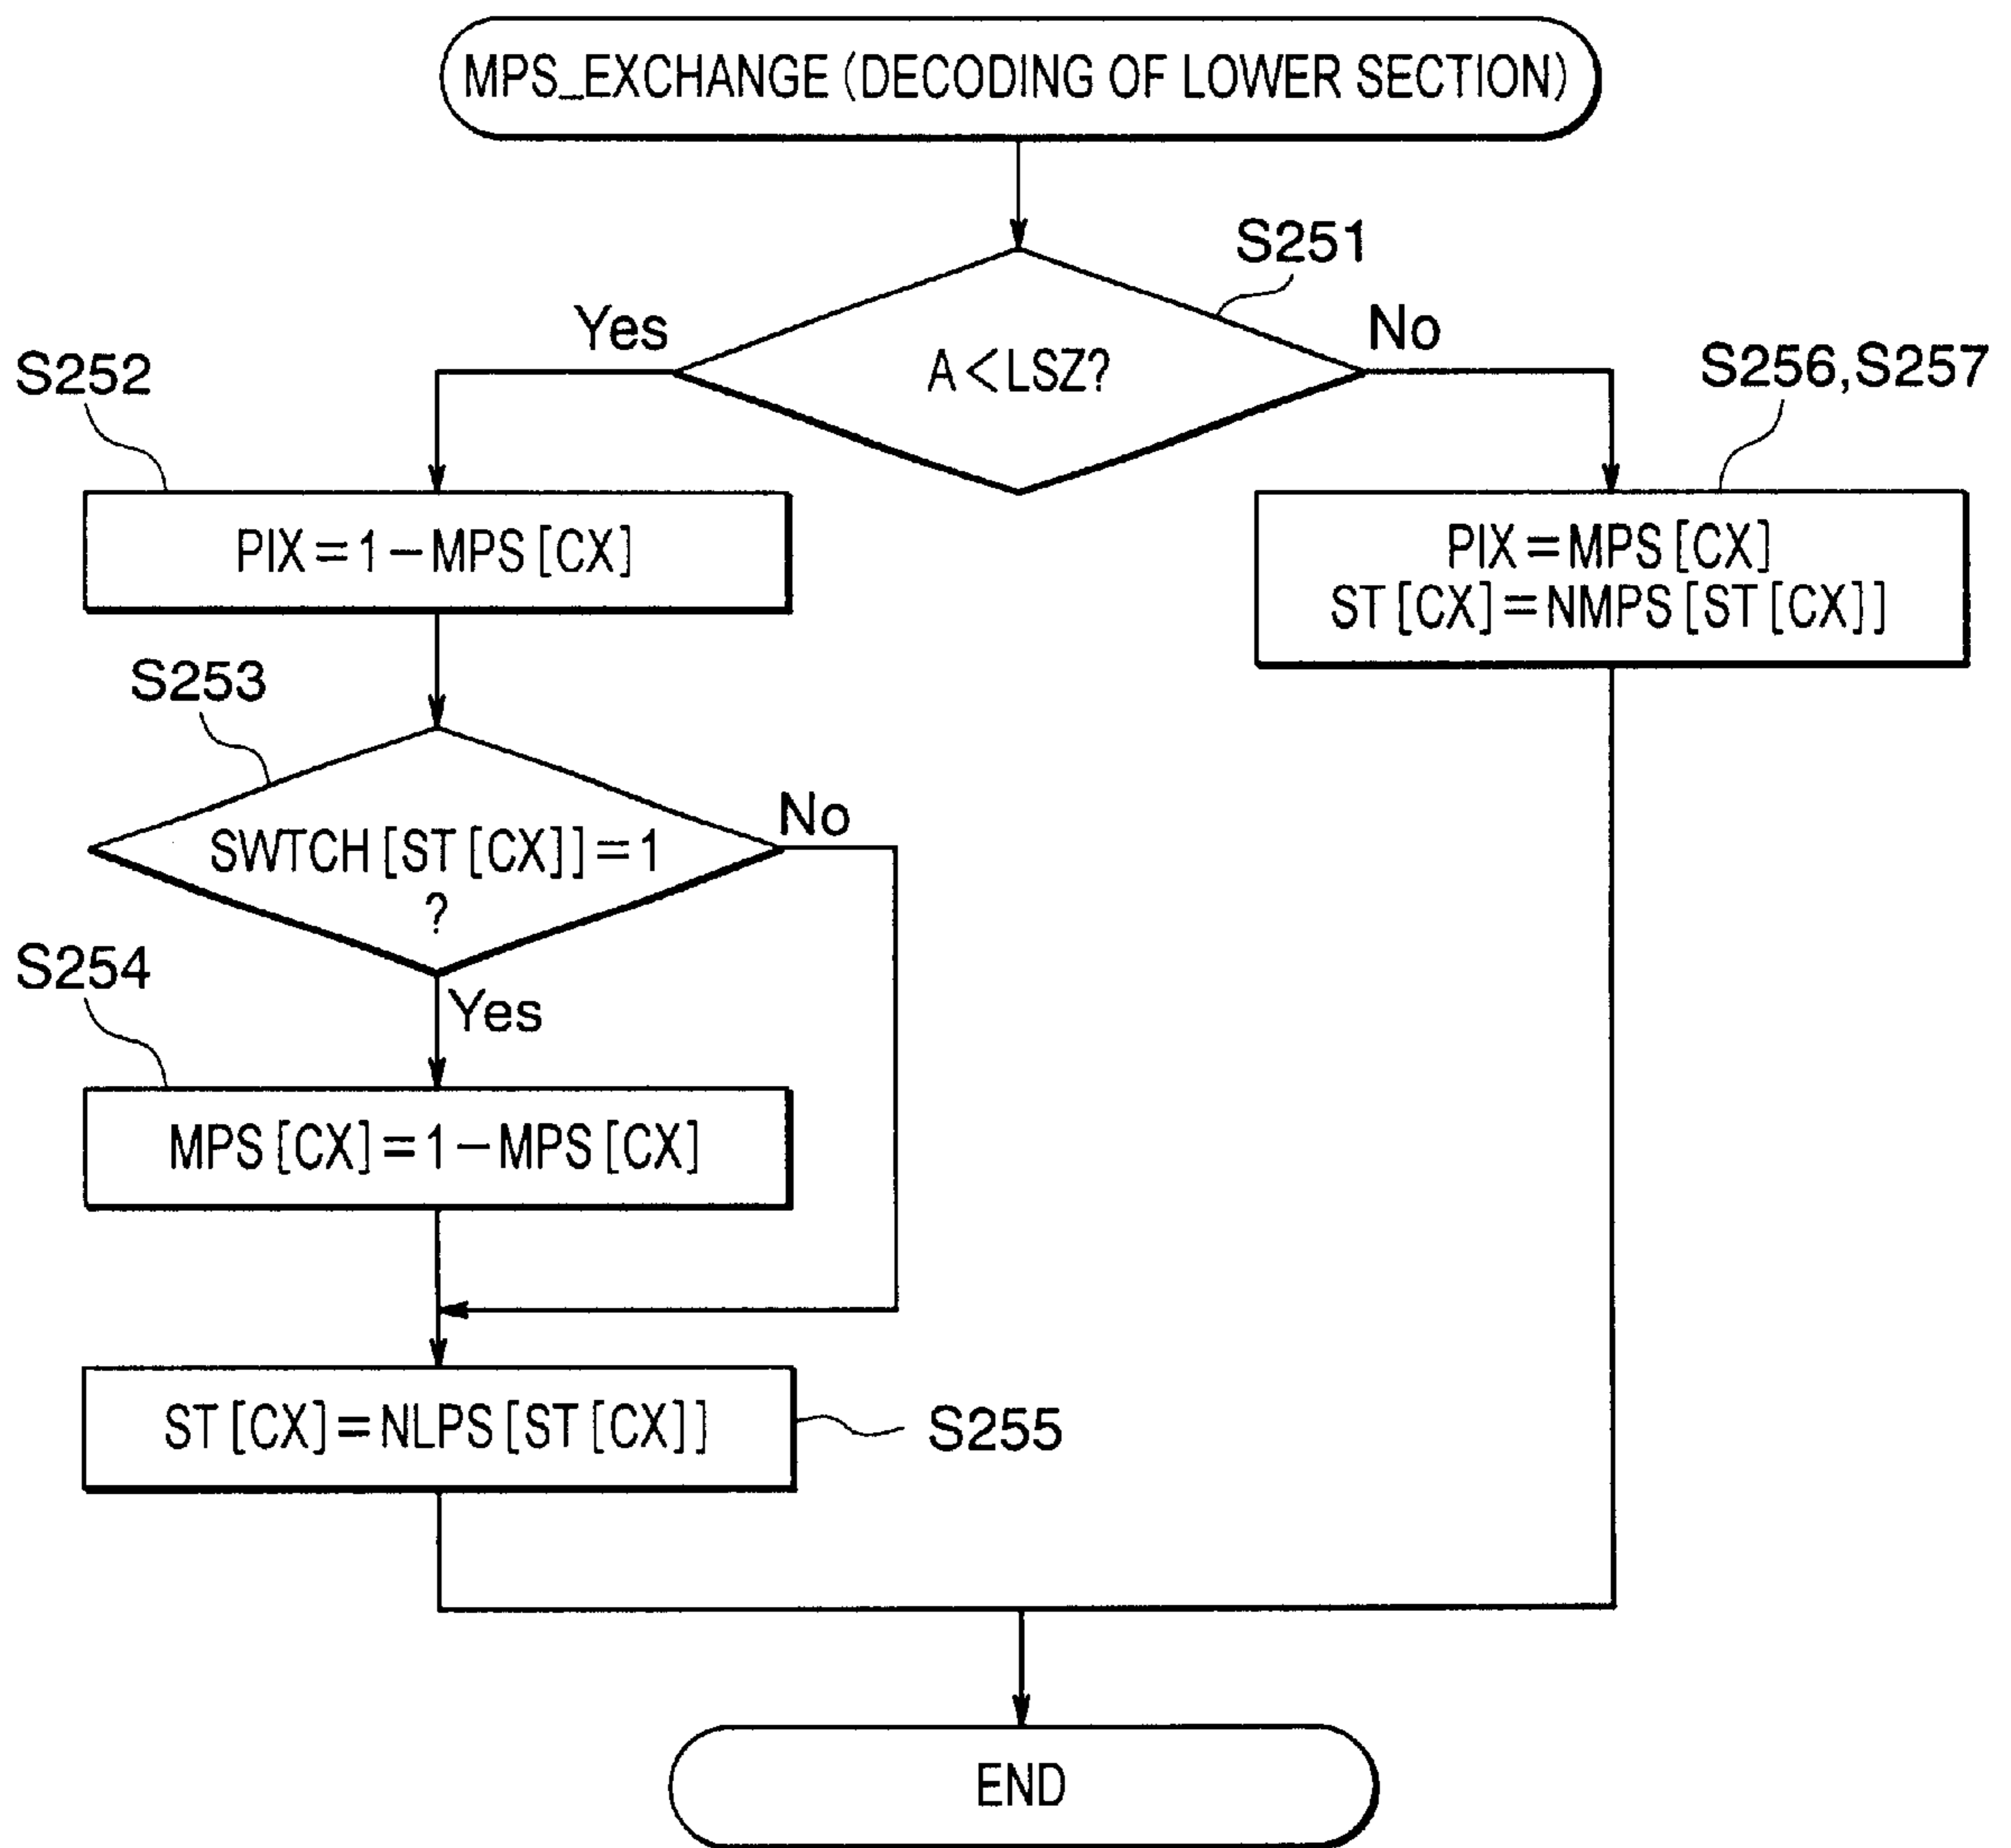 MPS_EXCHANGE (DECODING OF LOWER SECTION)
S251
Yes
No
A<LSZ?
S252
S256,S257
PIX=1-MPS[CX]
PIX=MPS[CX]
ST[CX]=NMPS[ST[CX]]
S253
No
SWTCH[ST[CX]]=1
?
S254
Yes
MPS[CX]=1-MPS[CX]
ST[CX]=NLPS[ST[CX]]
S255
END